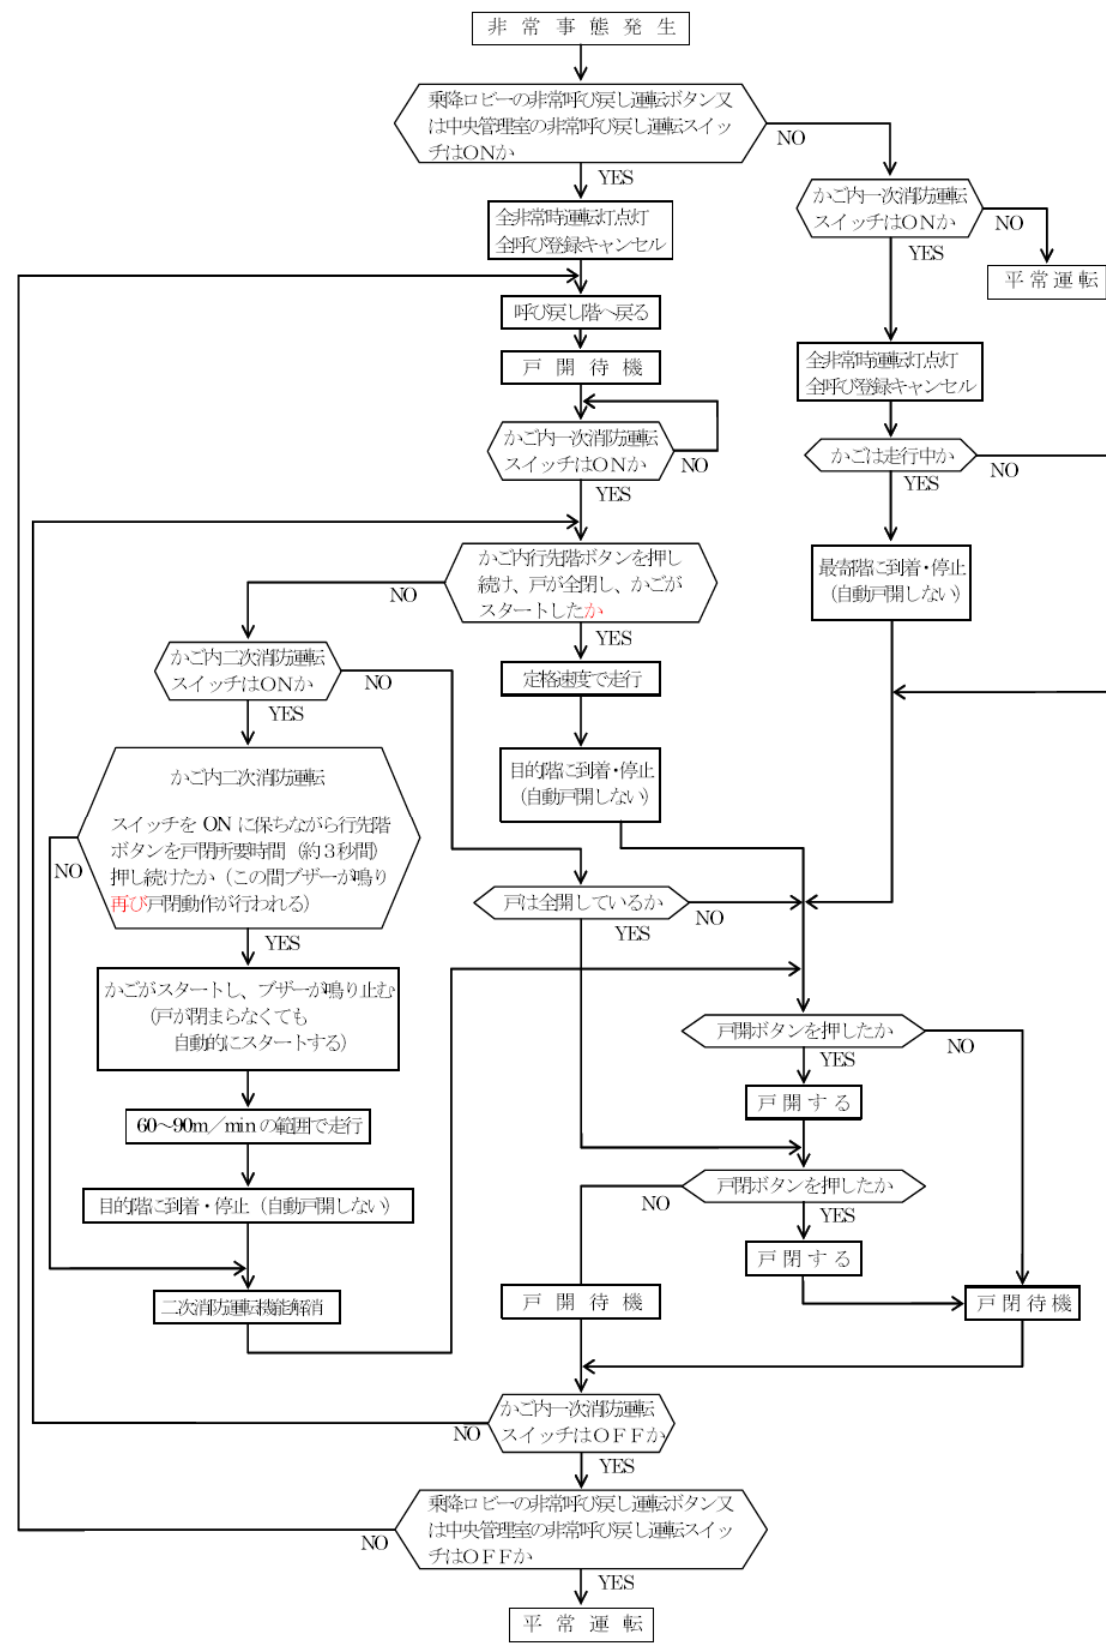 非常事態発生
乗降ロビーの非常呼び戻し運転ボタン又
は中央管理室の非常呼び戻し運転スイッ
チはONか
NO
YES
かご内一次消防運転
スイッチはONか
NO
YES
平常運転
全非常時運転灯点灯
全呼び登録キャンセル
呼び戻し階へ戻る
戸開待機
全非常時運転灯点灯
全呼び登録キャンセル
かご内一次消防運転
スイッチはONか
NO
YES
かごは走行中か
NO
YES
かご内行先階ボタンを押し
続け、戸が全閉し、かごが
スタートしたか
NO
YES
最寄階に到着・停止
(自動戸開しない)
かご内二次消防運転
スイッチはONか
NO
YES
定格速度で走行
目的階に到着・停止
(自動戸開しない)
かご内二次消防運転
スイッチを ON に保ちながら行先階
ボタンを戸閉所要時間（約3秒間）
押し続けたか（この間ブザーが鳴り
再び戸閉動作が行われる）
NO
YES
戸は全開しているか
NO
YES
かごがスタートし、ブザーが鳴り止む
（戸が閉まらなくても
自動的にスタートする）
戸開ボタンを押したか
NO
YES
戸開する
60～90m／min の範囲で走行
戸閉ボタンを押したか
NO
YES
目的階に到着・停止（自動戸開しない）
戸閉する
二次消防運転機能解消
戸開待機
戸閉待機
かご内一次消防運転
スイッチはＯＦＦか
NO
YES
乗降ロビーの非常呼び戻し運転ボタン又
は中央管理室の非常呼び戻し運転スイッ
チはＯＦＦか
NO
YES
平常運転